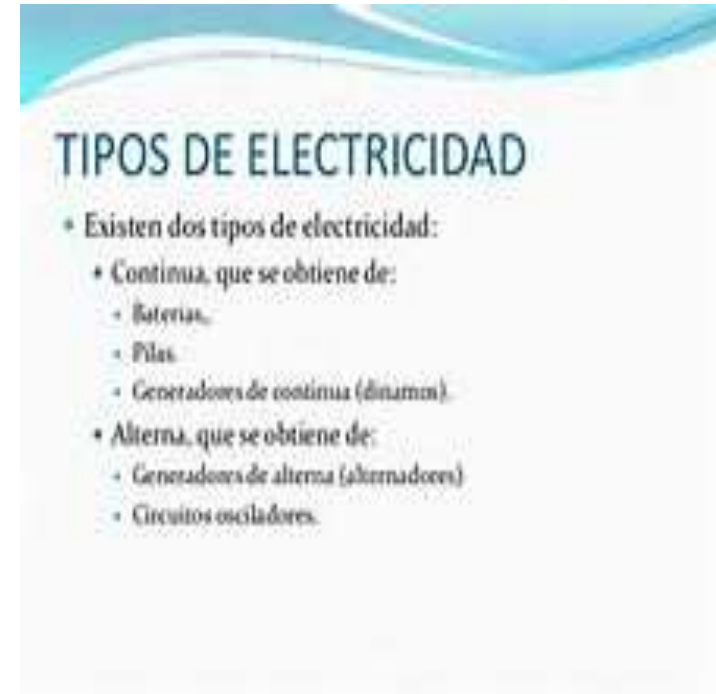 TIPOS DE ELECTRICIDAD
• Existen dos tipos de electricidad:
• Continua, que se obtiene de:
• Baterias,.
• Pilas.
• Generadores de continua (dinamos).
• Alterna, que se obtiene de:
• Generadores de alterna (alternadores)
• Circuitos osciladores.